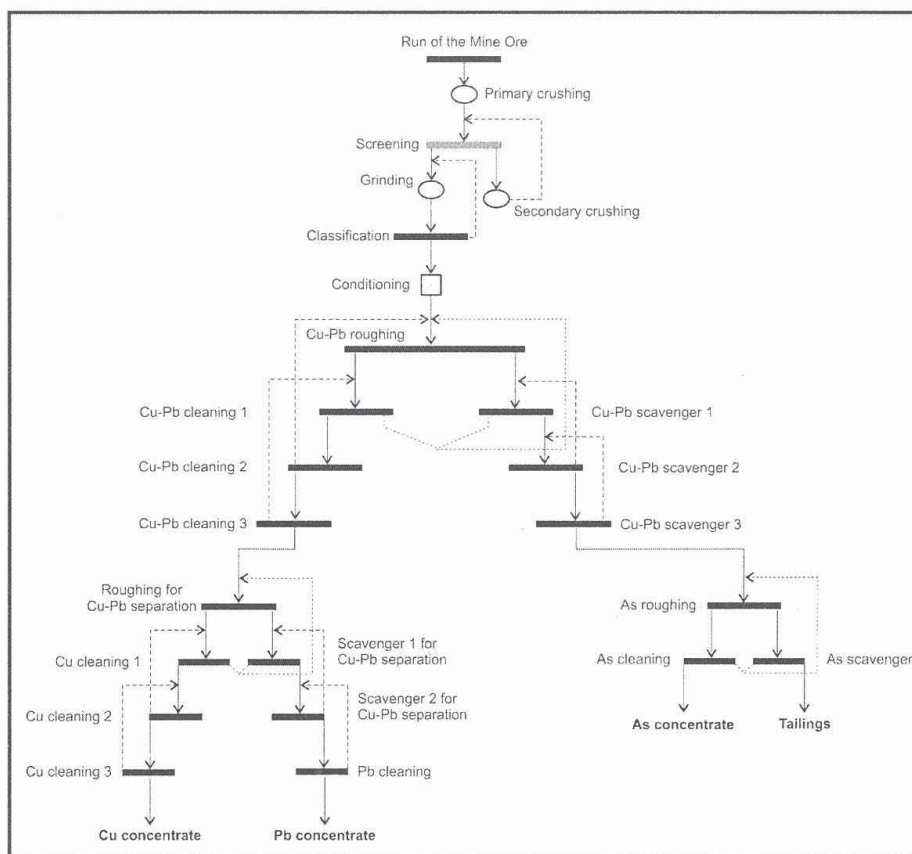 Run of the Mine Ore
Primary crushing
Screening
Grinding
Secondary crushing
Classification
Conditioning
Cu-Pb roughing
Cu-Pb cleaning 1
Cu-Pb scavenger 1
Cu-Pb cleaning 2
Cu-Pb scavenger 2
Cu-Pb cleaning 3
Cu-Pb scavenger 3
Roughing for
Cu-Pb separation
As roughing
Cu cleaning 1
Scavenger 1 for
Cu-Pb separation
As cleaning
As scavenger
Cu cleaning 2
Scavenger 2 for
Cu-Pb separation
As concentrate
Tailings
Cu cleaning 3
Pb cleaning
Cu concentrate
Pb concentrate